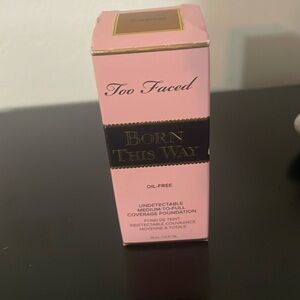 Too Faced
BORN
THIS WAY
OIL-FREE
UNDETECTABLE
MEDIUM-TO-FULL
COVERAGE FOUNDATION
FOND DE TEINT
INDÉTECTABLE COUVRANCE
MOYENNE À TOTALE